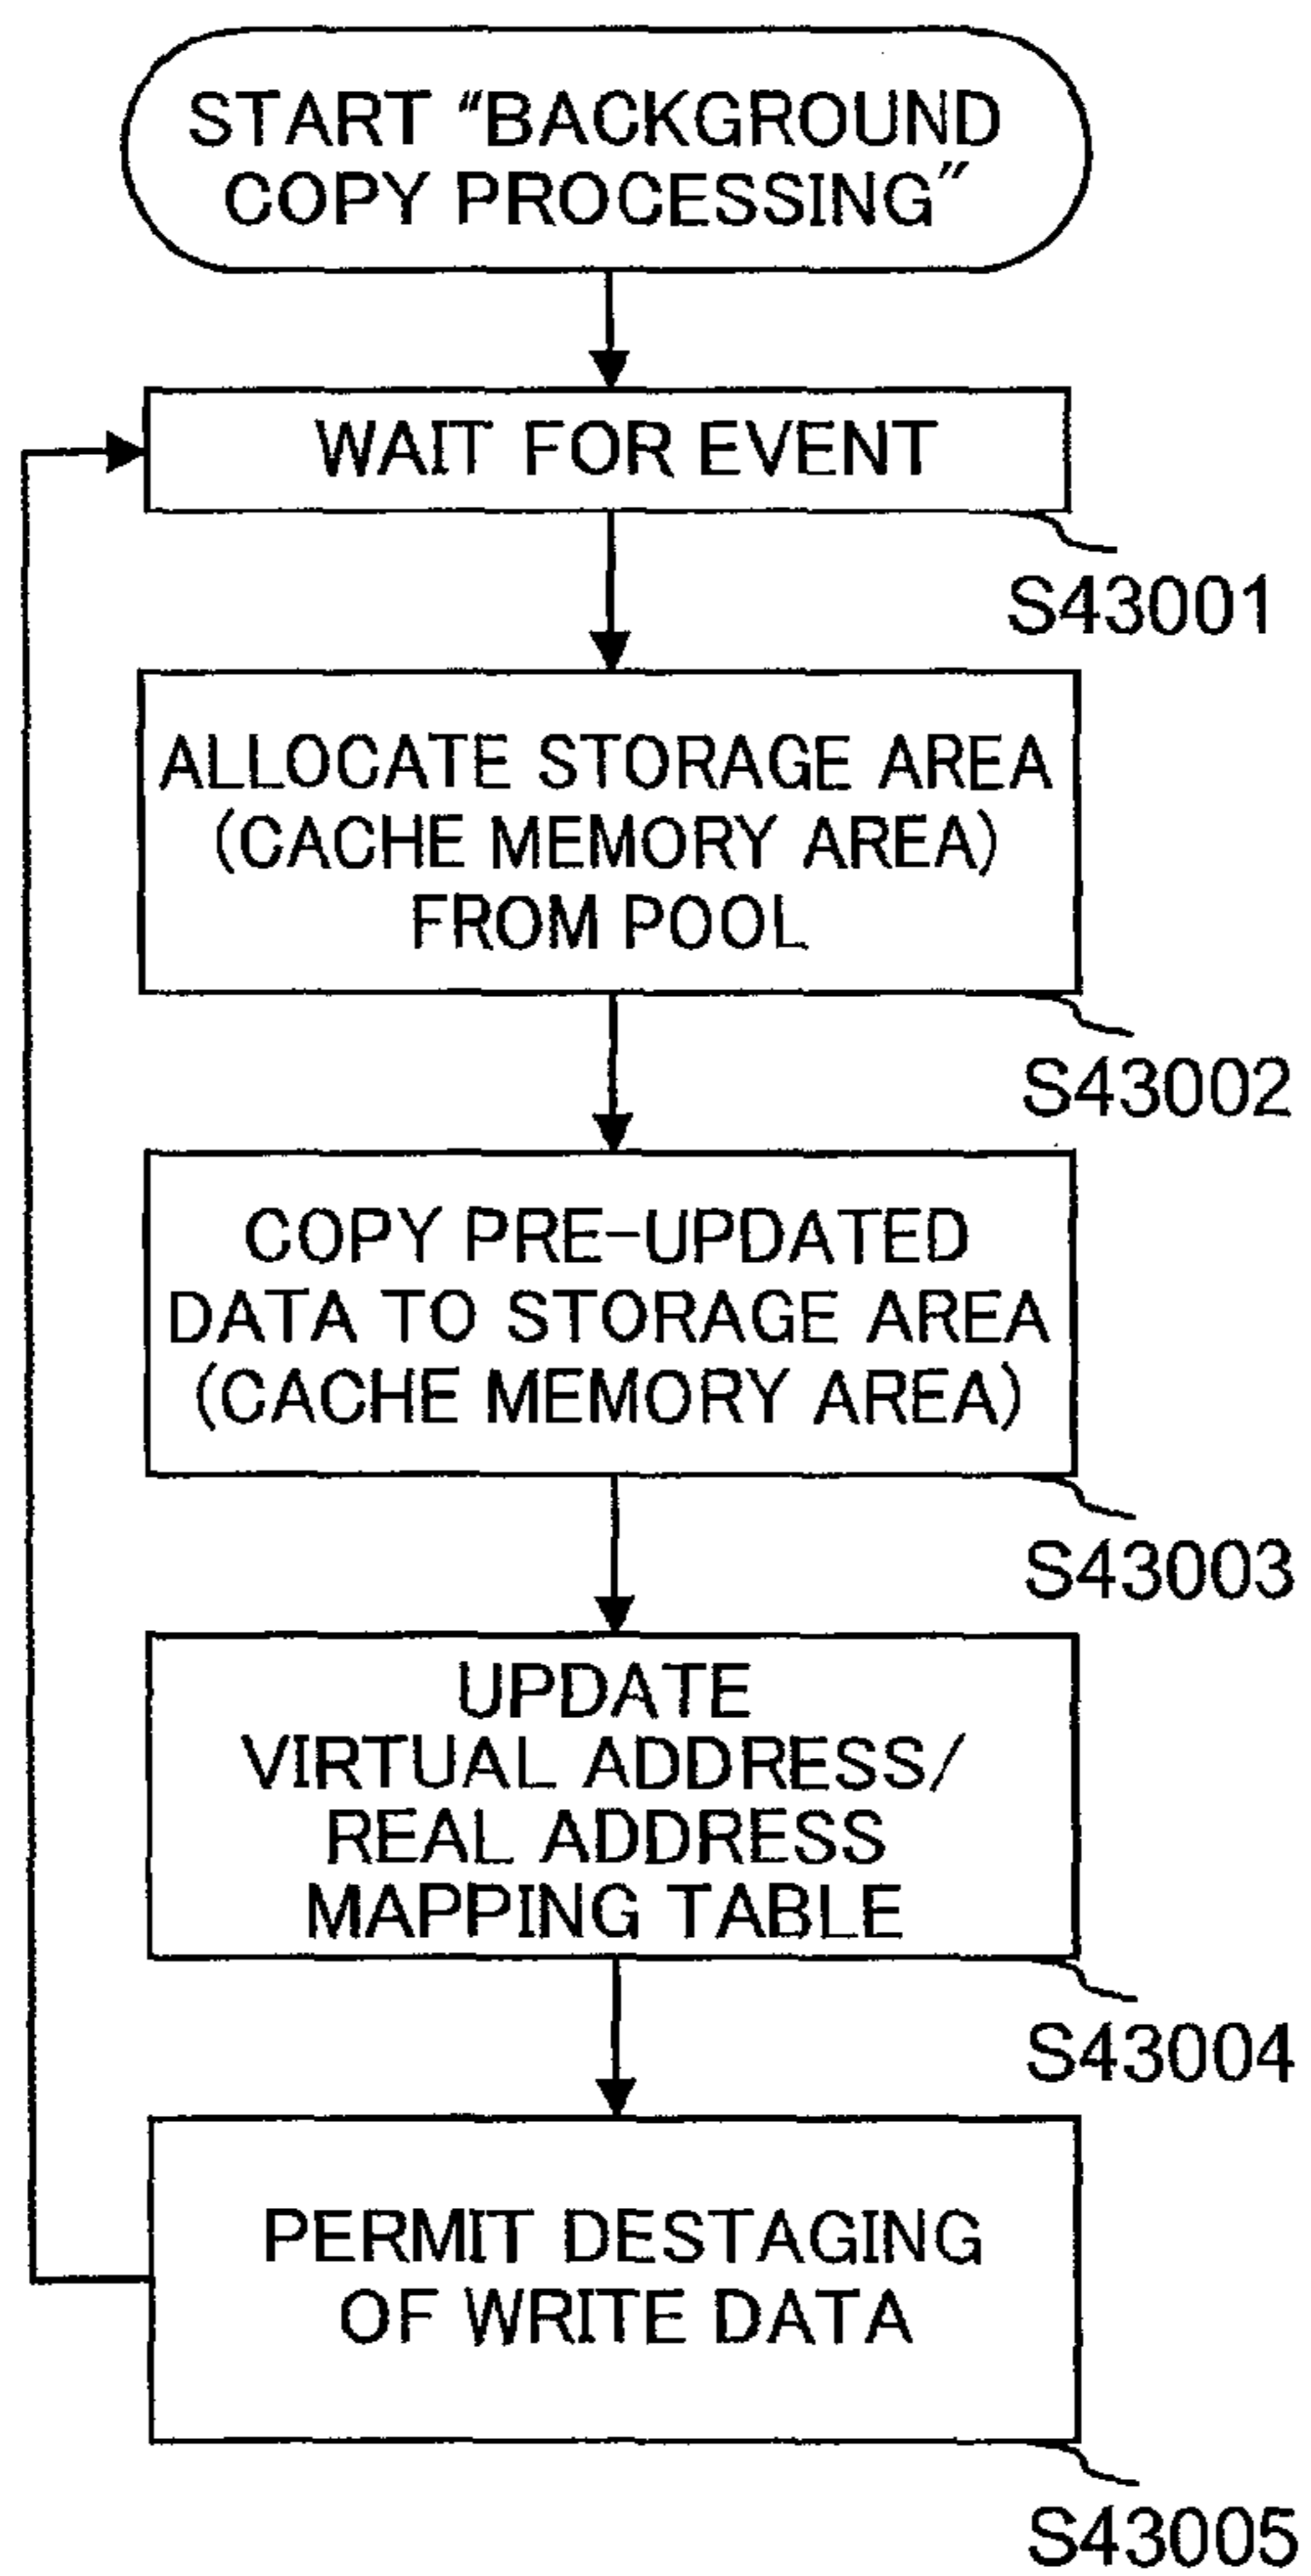 START “BACKGROUND
COPY PROCESSING”
WAIT FOR EVENT
S43001
ALLOCATE STORAGE AREA
(CACHE MEMORY AREA)
FROM POOL
S43002
COPY PRE-UPDATED
DATA TO STORAGE AREA
(CACHE MEMORY AREA)
S43003
UPDATE
VIRTUAL ADDRESS/
REAL ADDRESS
MAPPING TABLE
S43004
PERMIT DESTAGING
OF WRITE DATA
S43005